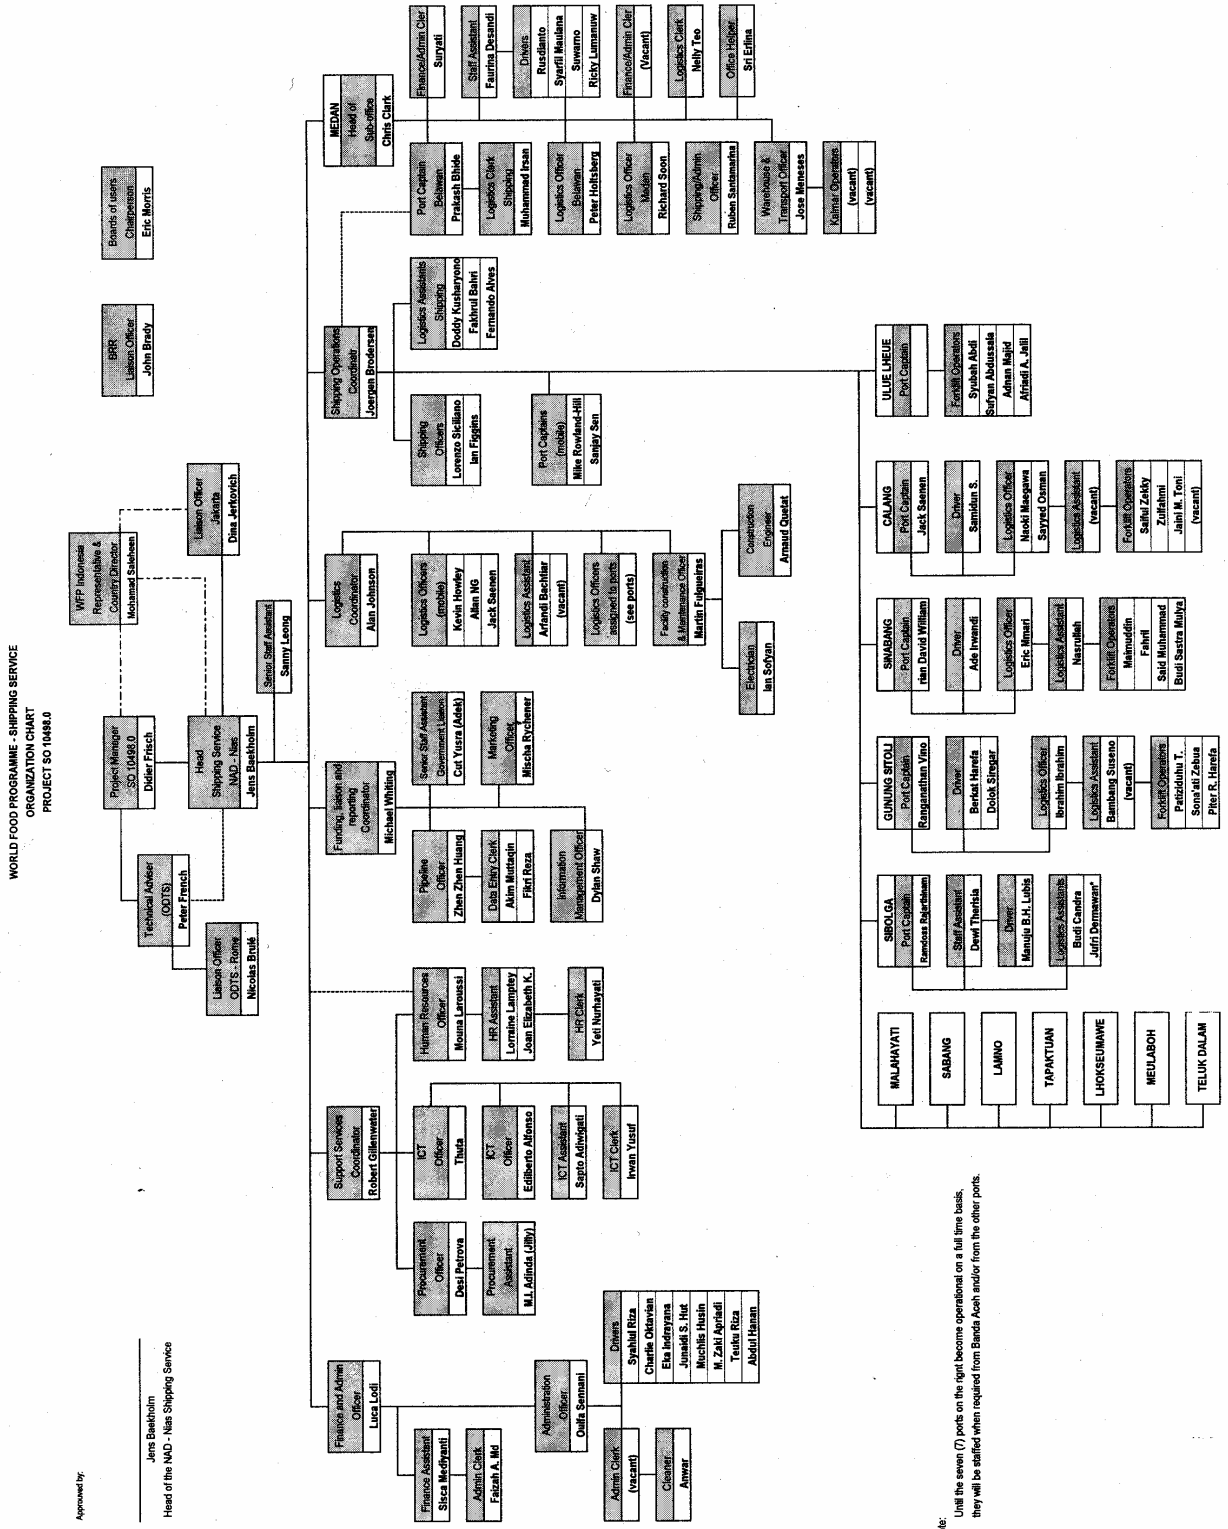 WORLD FOOD PROGRAMME - SHIPPING SERVICE
ORGANIZATION CHART
PROJECT SO 10498.0
Approuved by:
Jens Baekholm
Head of the NAD - Nias Shipping Service
Project Manager
SO 10498.0
Didier Frisch
WFP Indonesia
Representative &
Country Director
Mohamad Saleheen
BRR
Liaison Officer
John Brady
Boards of users
Chairperson
Eric Morris
Technical Adviser
(ODTS)
Peter French
Liaison Officer
ODTS - Rome
Nicolas Brulé
Head
Shipping Service
NAD - Nias
Jens Baekholm
Liaison Officer
Jakarta
Dina Jerkovich
Senior Staff Assistant
Sanny Leong
Finance and Admin
Officer
Luca Lodi
Finance Assistant
Sisca Mediyanti
Admin Clerk
Faizah A. Md
Administration
Officer
Oulfa Sennani
Admin Clerk
(vacant)
Cleaner
Anwar
Drivers
Syahlul Riza
Charlie Oktavian
Eka Indrayana
Junaidi S. Hut
Muchlis Husin
M. Zaki Apriadi
Teuku Riza
Abdul Hanan
Support Services
Coordinator
Robert Gillenwater
Procurement
Officer
Desi Petrova
Procurement
Assistant
M.I. Adinda (Jilly)
ICT
Officer
Thuta
ICT
Officer
Edilberto Alfonso
ICT Assistant
Sapto Adiwigati
ICT Clerk
Irwan Yusuf
Human Resources
Officer
Mouna Laroussi
HR Assistant
Lorraine Lamptey
Joan Elizabeth K.
HR Clerk
Yeti Nurhayati
Funding, liaison and
reporting
Coordinator
Michael Whiting
Pipeline
Officer
Zhen Zhen Huang
Data Entry Clerk
Akim Muttaqin
Fikri Reza
Information
Management Officer
Dylan Shaw
Senior Staff Assistant
Government Liaison
Cut Yusra (Adek)
Marketing
Officer
Mischa Rychener
Logistics
Coordinator
Alan Johnson
Logistics Officers
(mobile)
Kevin Howley
Allan NG
Jack Saenen
Logistics Assistant
Arfandi Bachtiar
(vacant)
Logistics Officers
assigned to ports
(see ports)
Facility construction
& Maintenance Officer
Martin Fulgueiras
Electrician
Ian Sofyan
Construction
Engineer
Arnaud Quetat
Shipping Operations
Coordinatr
Joergen Brodersen
Shipping
Officers
Lorenzo Siciliano
Ian Figgins
Logistics Assistants
Shipping
Doddy Kusharyono
Fakhrul Bahri
Fernando Alves
Port Captains
(mobile)
Mike Rowland-Hill
Sanjay Sen
MEDAN
Head of
Sub-office
Chris Clark
Port Captain
Belawan
Prakash Bhide
Logistics Clerk
Shipping
Muhammed Irsan
Logistics Officer
Belawan
Peter Holtsberg
Logistics Officer
Medan
Richard Soon
Shipping/Admin
Officer
Ruben Santamarina
Warehouse &
Transport Officer
Jose Meneses
Kalmar Operators
(vacant)
(vacant)
Finance/Admin Cler
Suryati
Staff Assistant
Faurina Desandi
Drivers
Rusdianto
Syarfil Maulana
Suwarno
Ricky Lumanuw
Finance/Admin Cler
(Vacant)
Logistics Clerk
Nelly Teo
Office Helper
Sri Erlina
MALAHAYATI
SABANG
LAMNO
TAPAKTUAN
LHOKSEUMAWE
MEULABOH
TELUK DALAM
SIBOLGA
Port Captain
Ramdoss Rajartinam
Staff Assistant
Dewi Therisia
Driver
Manuju B.H. Lubis
Logistics Assistants
Budi Candra
Jufri Dermawan*
GUNUNG SITOLI
Port Captain
Ranganathan Vino
Driver
Berkat Harefa
Dolok Siregar
Logistics Officer
Ibrahim Ibrahim
Logistics Assistant
Bambang Suseno
(vacant)
Forklift Operators
Patiziduhu T.
Sona'ati Zebua
Piter R. Harefa
SINABANG
Port Captain
rian David William
Driver
Ade Irwandi
Logistics Officer
Eric Mmari
Logistics Assistant
Nasrullah
Forklift Operators
Maimuddin
Fahril
Said Muhammad
Budi Sastra Mulya
CALANG
Port Captain
Jack Saenen
Driver
Samidun S.
Logistics Officer
Naoki Maegawa
Sayyed Osman
Logistics Assistant
(vacant)
Forklift Operators
Saiful Zekky
Zulfahmi
Jaini M. Toni
(vacant)
ULUE LHEUE
Port Captain
Forklift Operators
Syubah Abdi
Sufyan Abdussala
Adnan Majid
Afriadi A. Jalil
te:
Until the seven (7) ports on the right become operational on a full time basis,
they will be staffed when required from Banda Aceh and/or from the other ports.